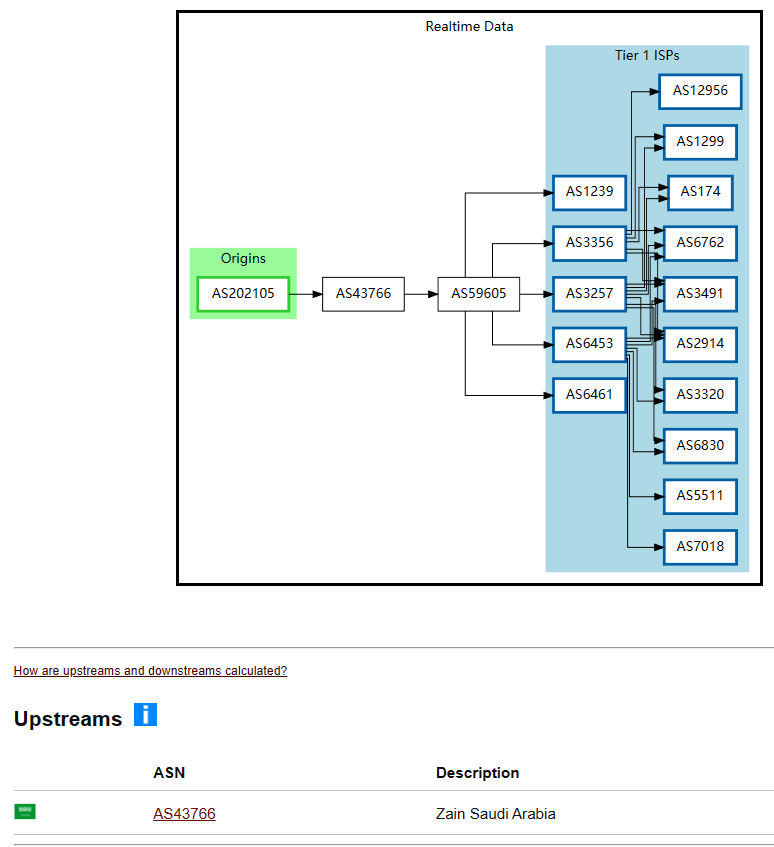 Realtime Data
Tier 1 ISPs
AS12956
AS1299
AS1239
AS174
AS3356
AS6762
Origins
AS202105
AS43766
AS59605
AS3257
AS3491
AS6453
AS2914
AS6461
AS3320
AS6830
AS5511
AS7018
How are upstreams and downstreams calculated?
Upstreams i
ASN Description
AS43766 Zain Saudi Arabia